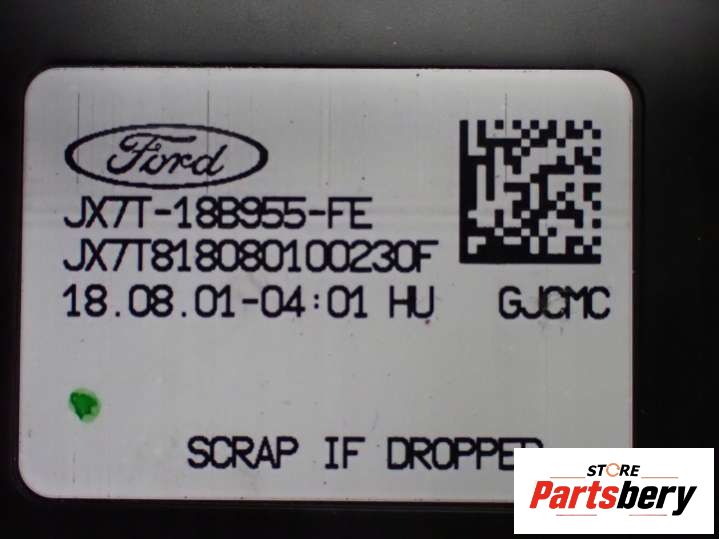 Ford
JX7T-18B955-FE
JX7T818080100230F
18.08.01-04:01 HU GJCMC
SCRAP IF DROPPED
STORE
Partsbery